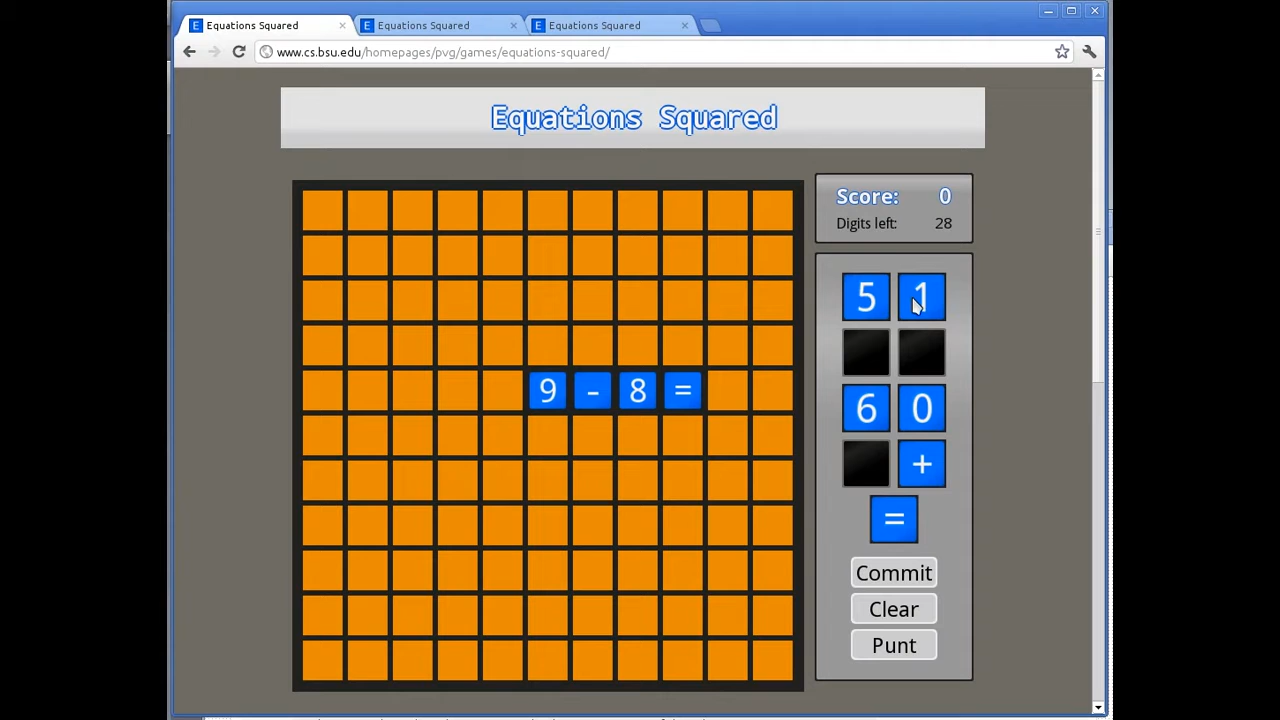 Equations Squared
Equations Squared
Equations Squared
www.cs.bsu.edu/homepages/pvg/games/equations-squared/
Equations Squared
Score: 0
Digits left: 28
5 1
9 - 8 =
6 0
+
=
Commit
Clear
Punt